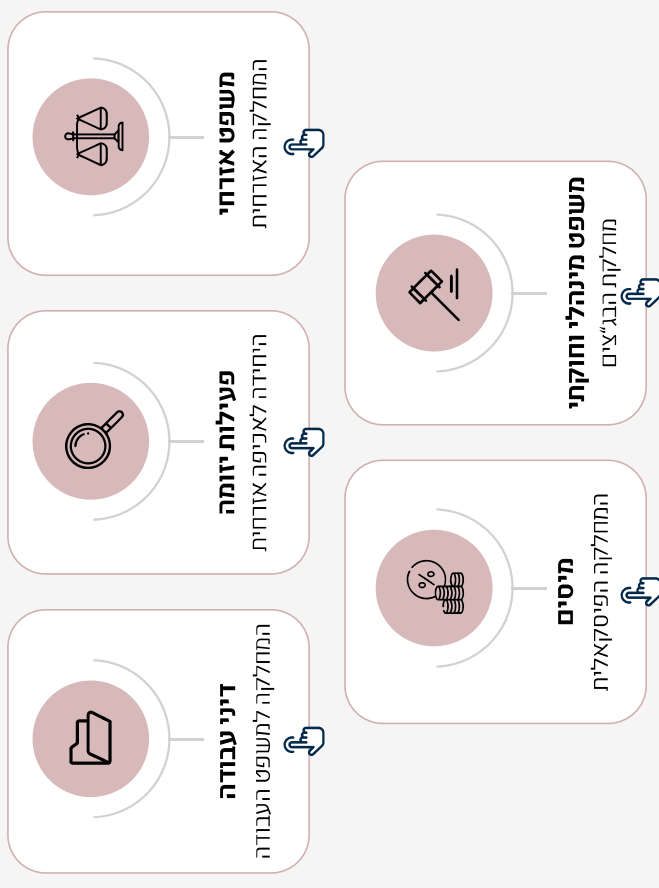 משפט אזרחי
המחלקה האזרחית
פעילות יזומה
היחידה לאכיפה אזרחית
דיני עבודה
המחלקה למשפט העבודה
משפט מינהלי וחוקתי
מחלקת הבג"צים
מיסים
המחלקה הפיסקאלית